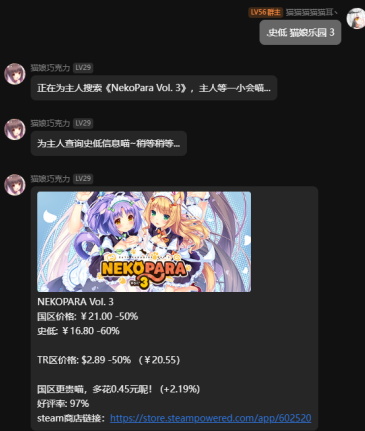 LV56 群主 猫猫猫猫猫耳、
.史低 猫娘乐园 3
猫娘巧克力 LV29
正在为主人搜索《NekoPara Vol. 3》，主人等一小会喵...
猫娘巧克力 LV29
为主人查询史低信息喵~稍等稍等...
猫娘巧克力 LV29
NEKOPARA
Vol. 3
NEKOPARA Vol. 3
国区价格: ￥21.00 -50%
史低: ￥16.80 -60%
TR区价格: $2.89 -50% （￥20.55）
国区更贵喵，多花0.45元呢！ (+2.19%)
好评率: 97%
steam商店链接：https://store.steampowered.com/app/602520